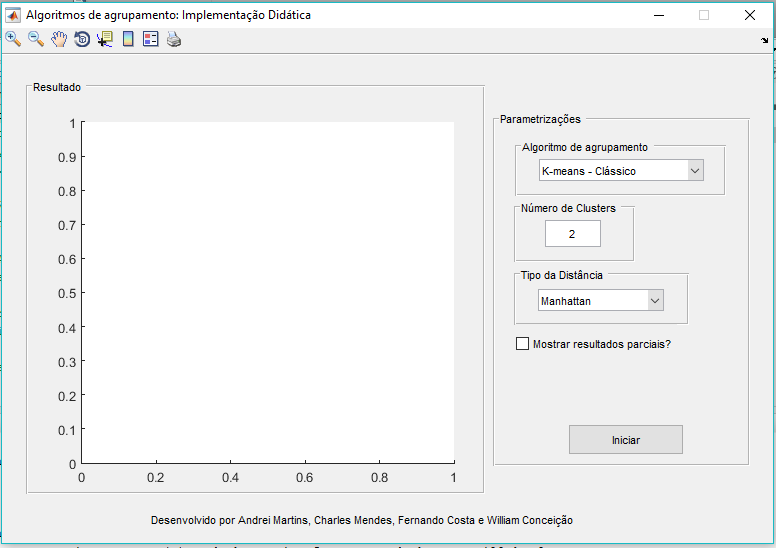 Algoritmos de agrupamento: Implementação Didática
Resultado
1
0.9
0.8
0.7
0.6
0.5
0.4
0.3
0.2
0.1
0
0 0.2 0.4 0.6 0.8 1
Parametrizações
Algoritmo de agrupamento
K-means - Clássico
Número de Clusters
2
Tipo da Distância
Manhattan
Mostrar resultados parciais?
Iniciar
Desenvolvido por Andrei Martins, Charles Mendes, Fernando Costa e William Conceição